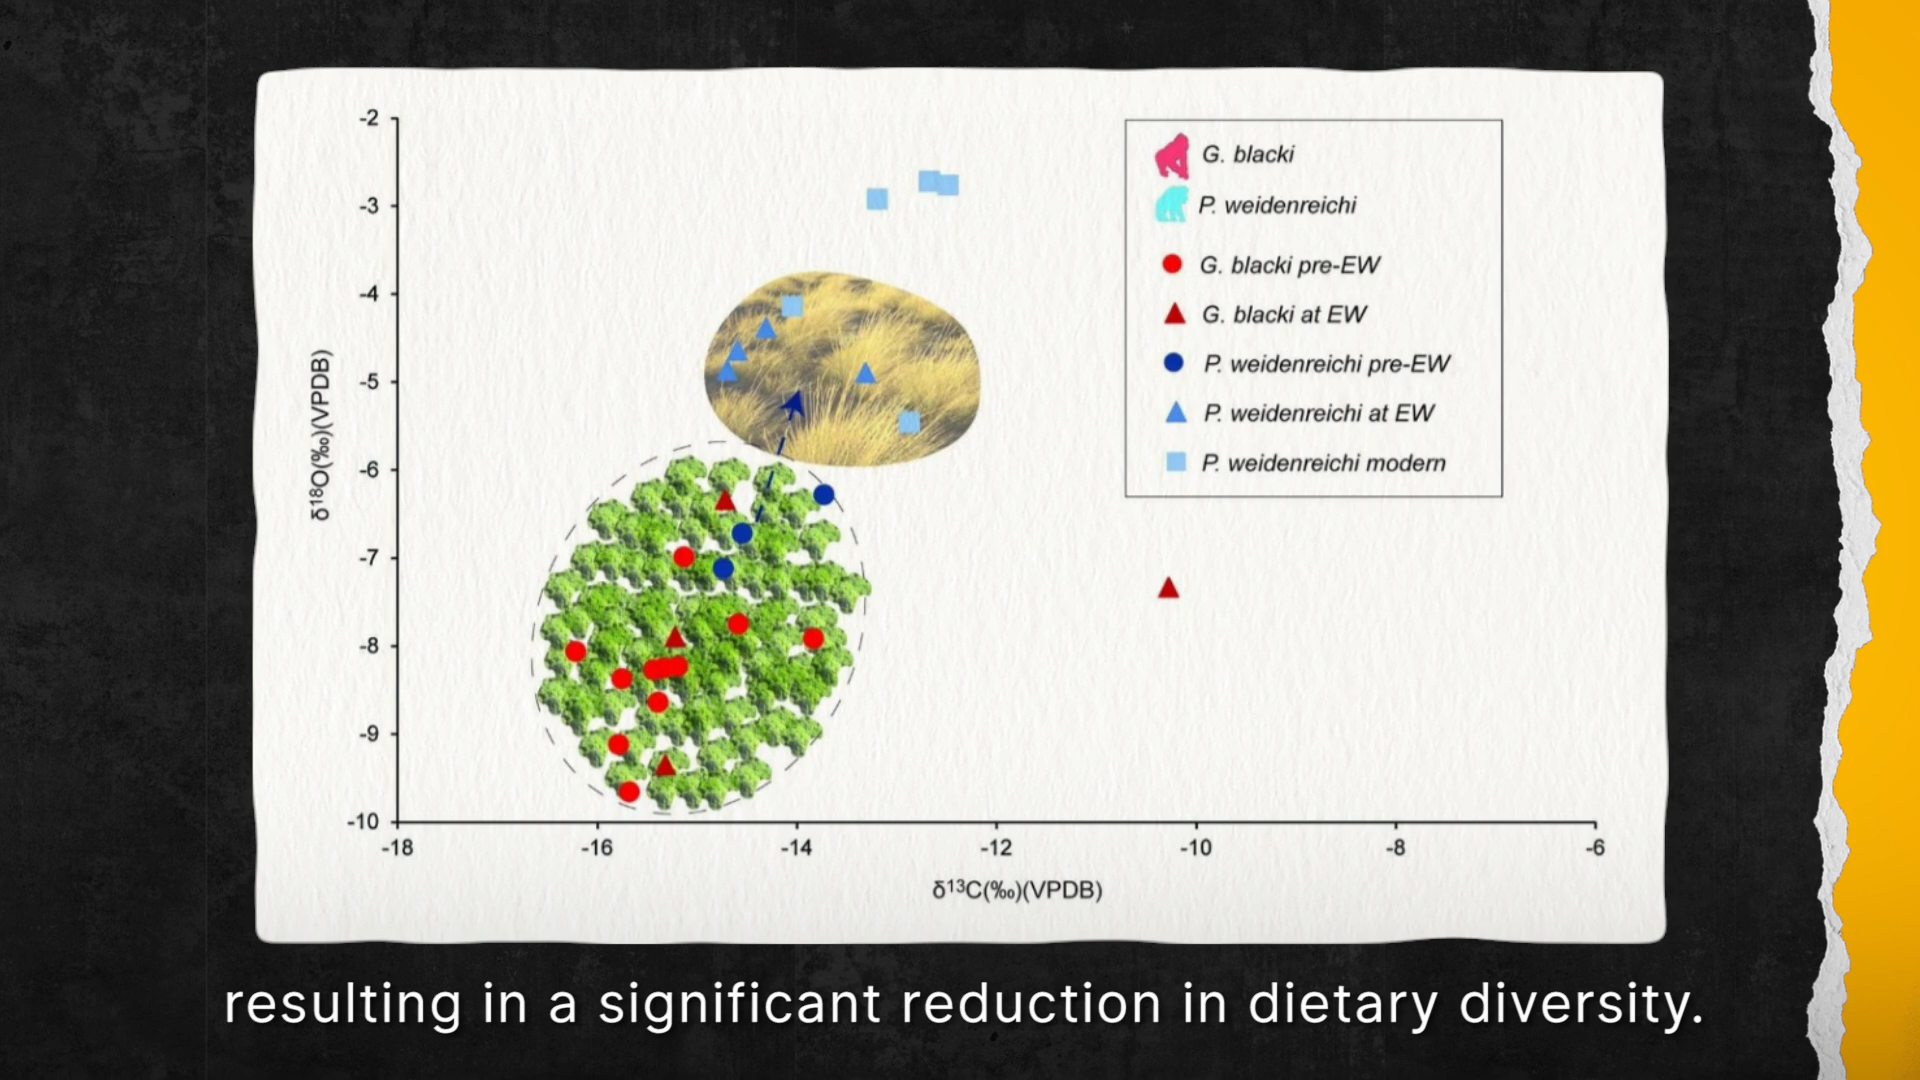 -2
-3
-4
-5
-6
-7
-8
-9
-10
δ18O(‰)(VPDB)
-18 -16 -14 -12 -10 -8 -6
δ13C(‰)(VPDB)
G. blacki
P. weidenreichi
G. blacki pre-EW
G. blacki at EW
P. weidenreichi pre-EW
P. weidenreichi at EW
P. weidenreichi modern
resulting in a significant reduction in dietary diversity.